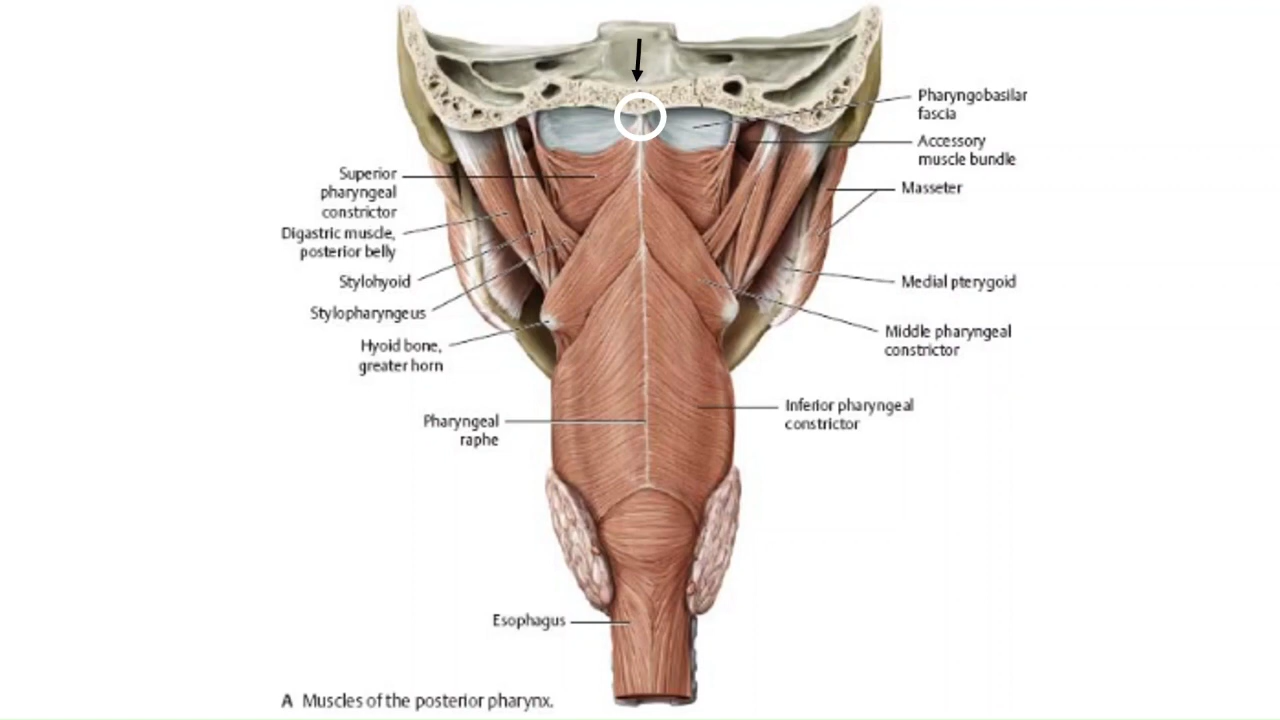 Pharyngobasilar
fascia
Accessory
muscle bundle
Masseter
Superior
pharyngeal
constrictor
Digastric muscle,
posterior belly
Stylohyoid
Stylopharyngeus
Hyoid bone,
greater horn
Medial pterygoid
Middle pharyngeal
constrictor
Inferior pharyngeal
constrictor
Pharyngeal
raphe
Esophagus
A Muscles of the posterior pharynx.